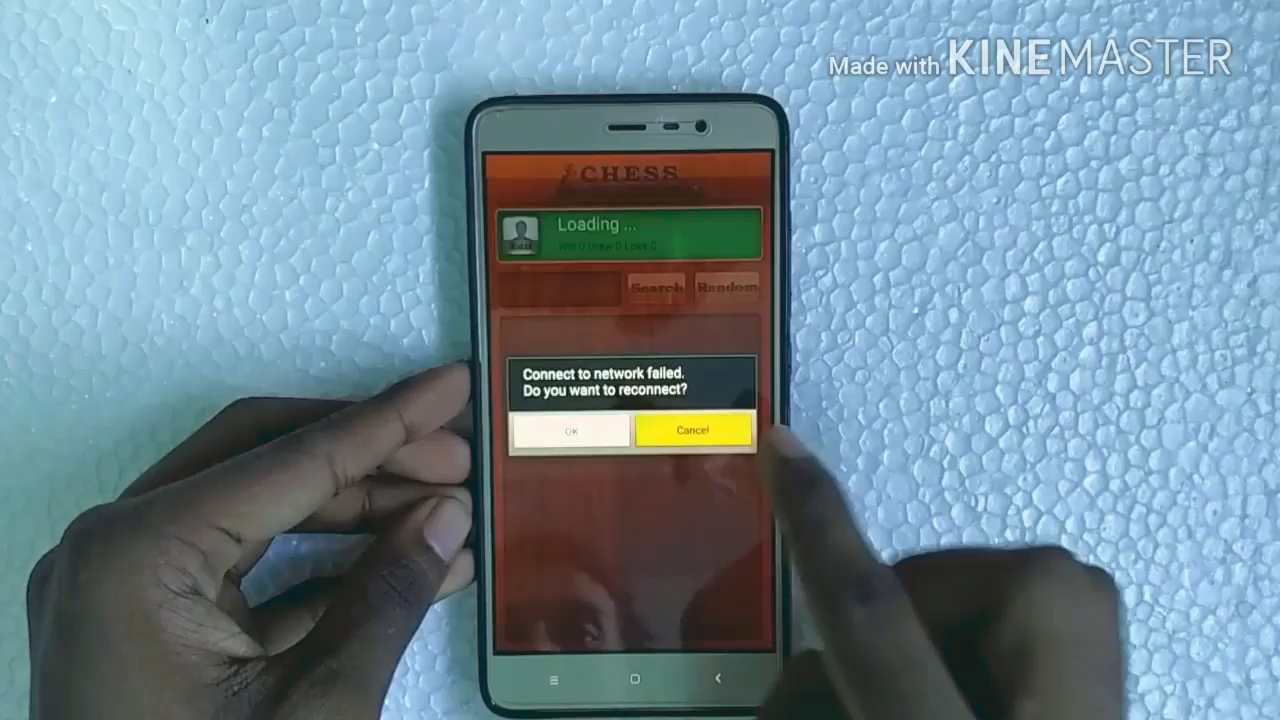 Made with KINEMASTER
CHESS
Loading ...
Win 0 Draw 0 Lose 0
Edit
Search
Random
Connect to network failed.
Do you want to reconnect?
OK
Cancel